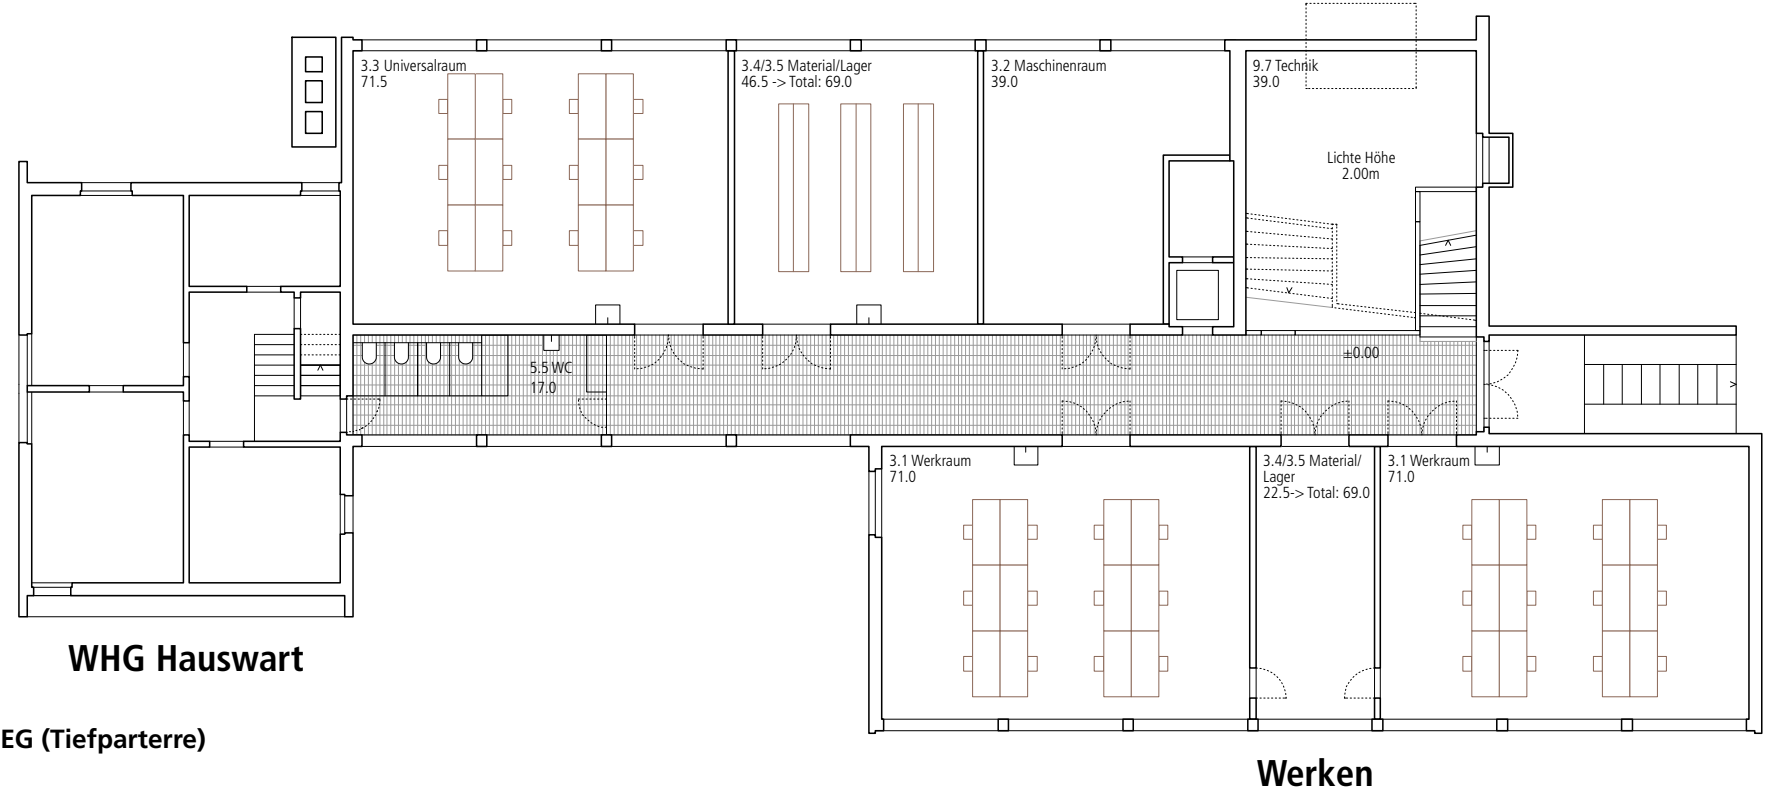 3.3 Universalraum
71.5
3.4/3.5 Material/Lager
46.5 -> Total: 69.0
3.2 Maschinenraum
39.0
9.7 Technik
39.0
Lichte Höhe
2.00m
5.5 WC
17.0
±0.00
3.1 Werkraum
71.0
3.4/3.5 Material/
Lager
22.5-> Total: 69.0
3.1 Werkraum
71.0
WHG Hauswart
EG (Tiefparterre)
Werken